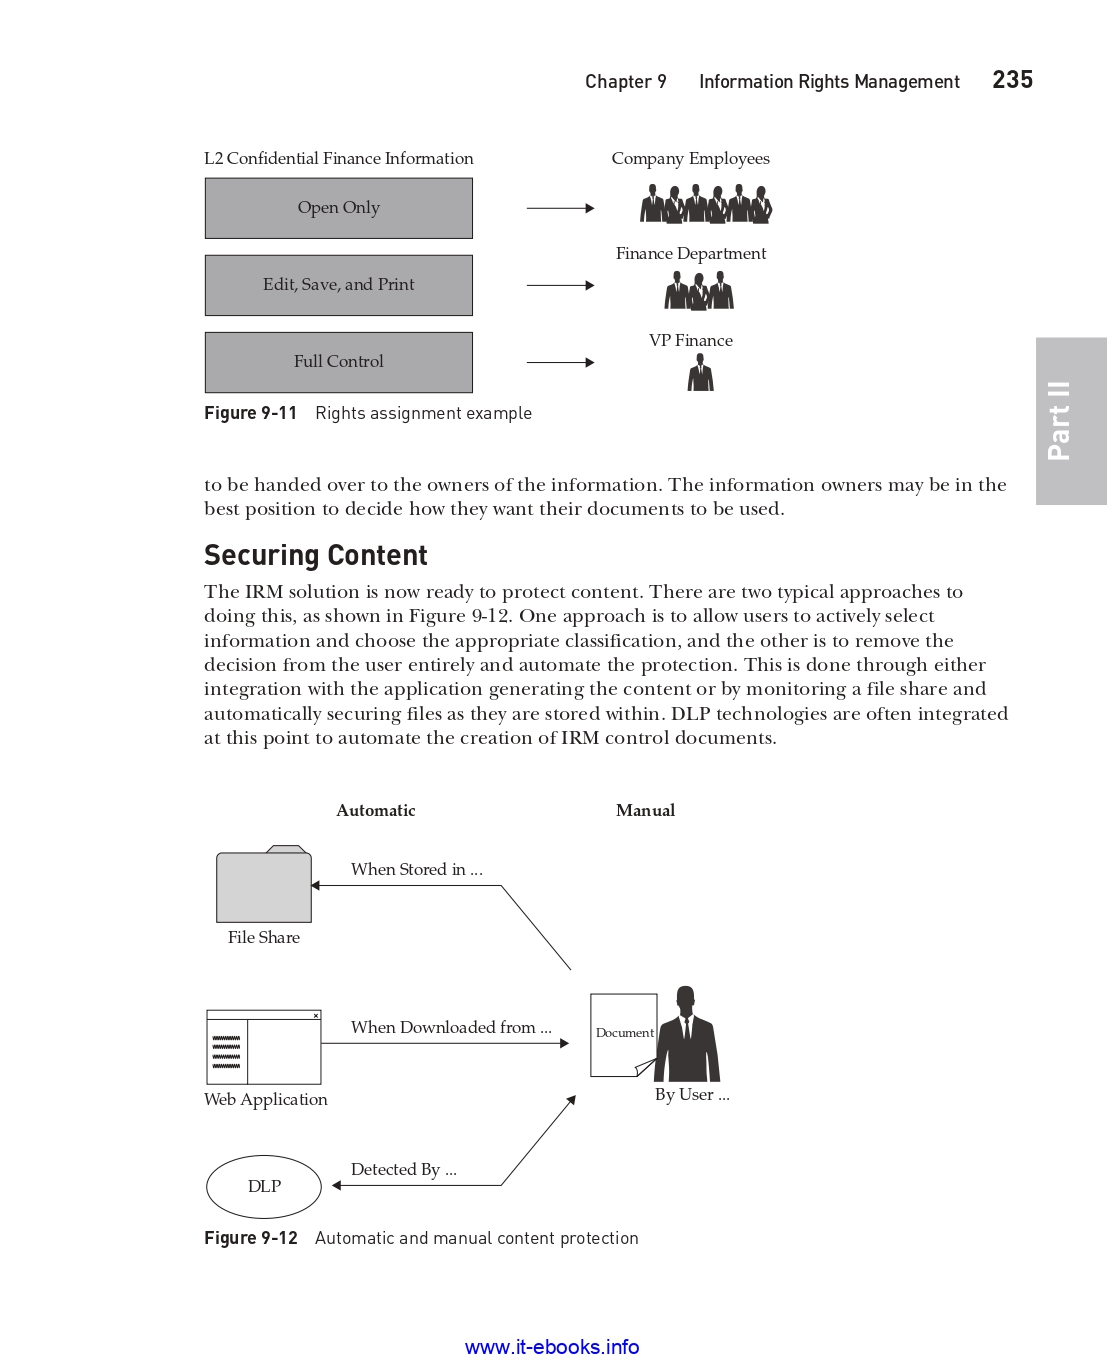 Chapter 9 Information Rights Management 235
L2 Confidential Finance Information
Company Employees
Open Only
Finance Department
Edit, Save, and Print
VP Finance
Full Control
Figure 9-11 Rights assignment example
Part II
to be handed over to the owners of the information. The information owners may be in the
best position to decide how they want their documents to be used.
Securing Content
The IRM solution is now ready to protect content. There are two typical approaches to
doing this, as shown in Figure 9-12. One approach is to allow users to actively select
information and choose the appropriate classification, and the other is to remove the
decision from the user entirely and automate the protection. This is done through either
integration with the application generating the content or by monitoring a file share and
automatically securing files as they are stored within. DLP technologies are often integrated
at this point to automate the creation of IRM control documents.
Automatic
Manual
When Stored in ...
File Share
When Downloaded from ...
Document
Web Application
By User ...
Detected By ...
DLP
Figure 9-12 Automatic and manual content protection
www.it-ebooks.info